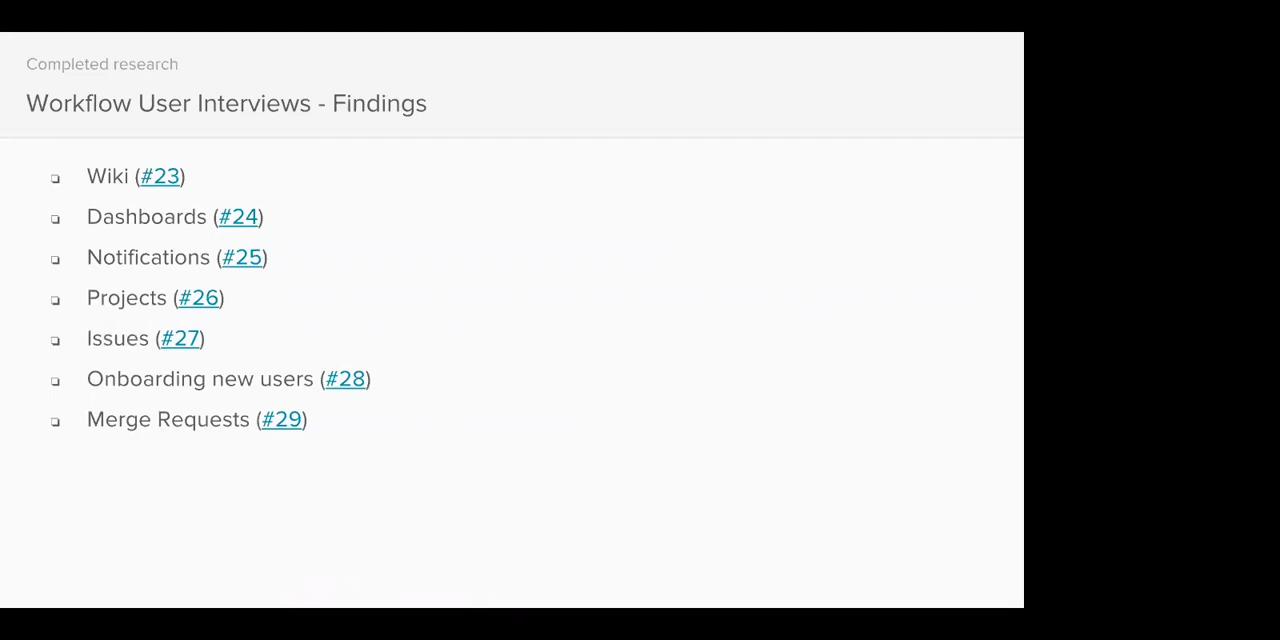 Completed research
Workflow User Interviews - Findings
❏ Wiki (#23)
❏ Dashboards (#24)
❏ Notifications (#25)
❏ Projects (#26)
❏ Issues (#27)
❏ Onboarding new users (#28)
❏ Merge Requests (#29)